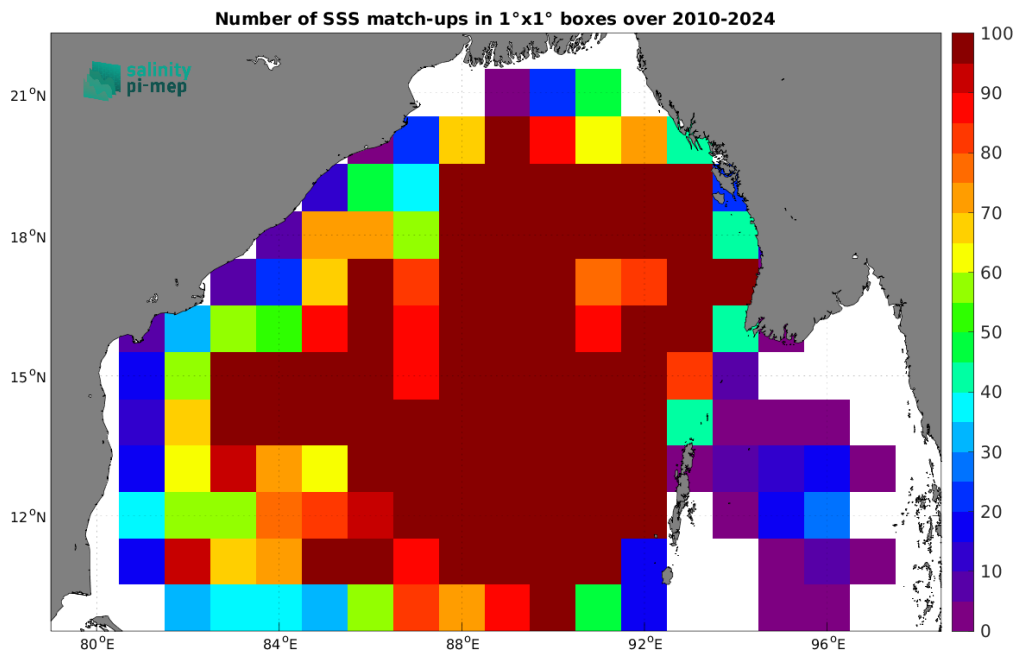 Number of SSS match-ups in 1°x1° boxes over 2010-2024
salinity
pi-mep
21°N
18°N
15°N
12°N
80°E 84°E 88°E 92°E 96°E
100
90
80
70
60
50
40
30
20
10
0